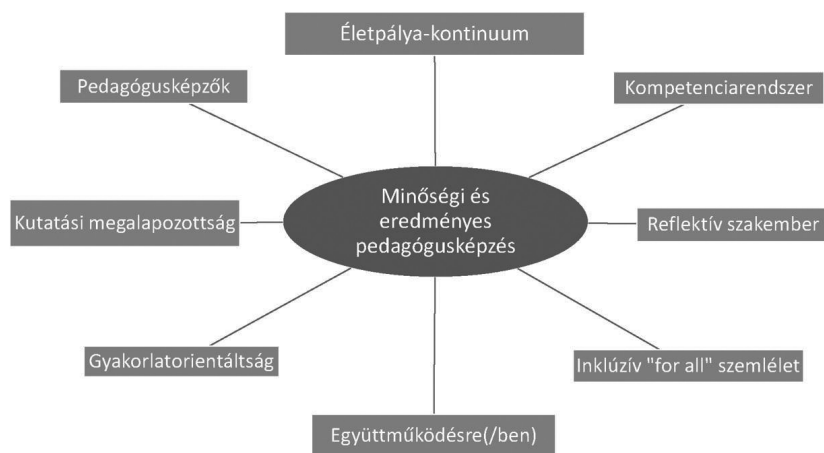 Életpálya-kontinuum
Pedagógusképzők
Kompetenciarendszer
Minőségi és
eredményes
pedagógusképzés
Kutatási megalapozottság
Reflektív szakember
Gyakorlatorientáltság
Inklúzív "for all" szemlélet
Együttműködésre(/ben)